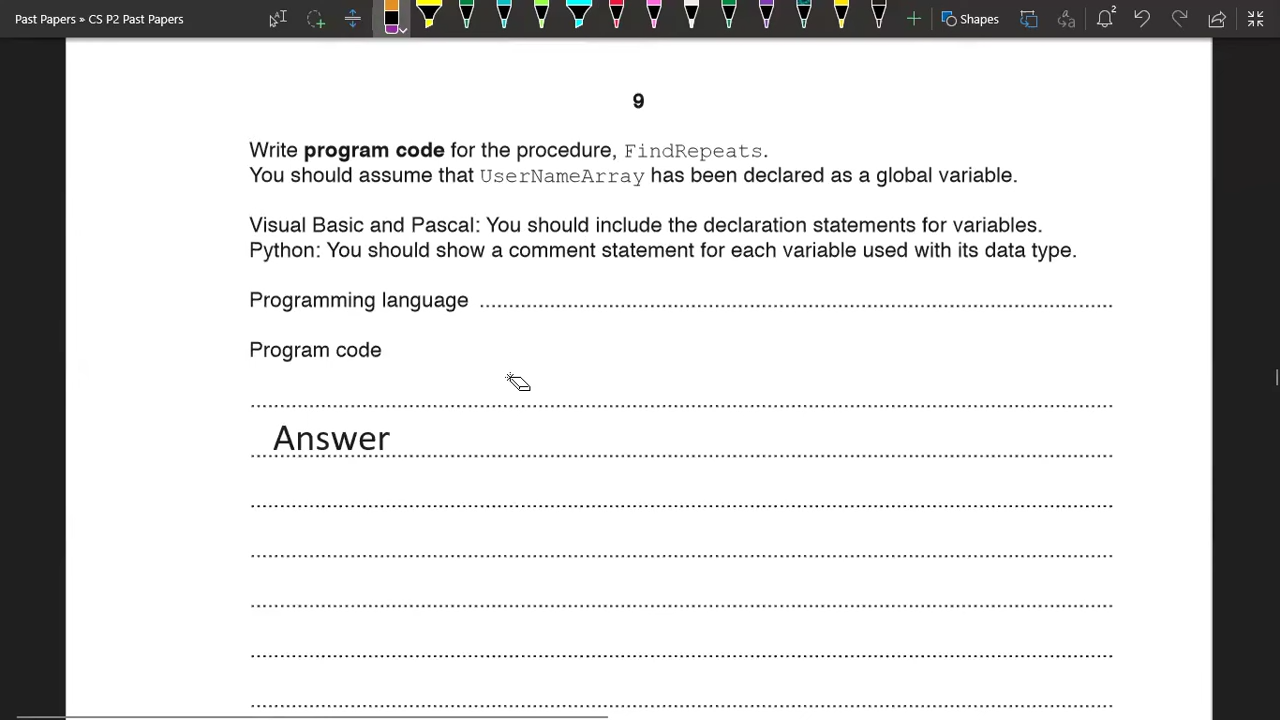 Past Papers » CS P2 Past Papers
Shapes
2
9
Write program code for the procedure, FindRepeats.
You should assume that UserNameArray has been declared as a global variable.
Visual Basic and Pascal: You should include the declaration statements for variables.
Python: You should show a comment statement for each variable used with its data type.
Programming language ................................................................
Program code
Answer